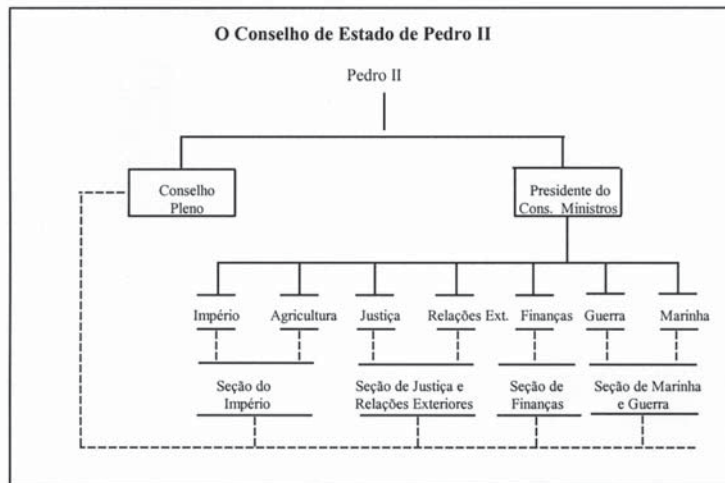 O Conselho de Estado de Pedro II
Pedro II
Conselho
Pleno
Presidente do
Cons. Ministros
Império Agricultura Justiça Relações Ext. Finanças Guerra Marinha
Seção do
Império
Seção de Justiça e
Relações Exteriores
Seção de
Finanças
Seção de Marinha
e Guerra